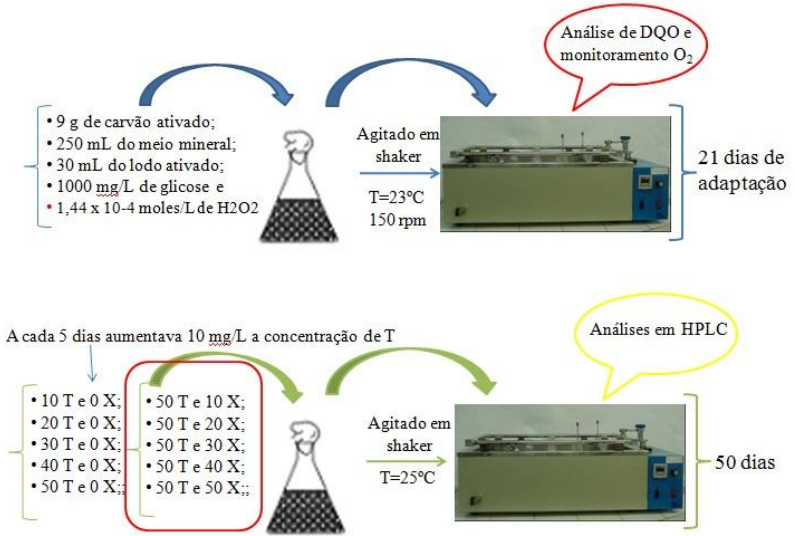 Análise de DQO e
monitoramento O2
• 9 g de carvão ativado;
• 250 mL do meio mineral;
• 30 mL do lodo ativado;
• 1000 mg/L de glicose e
• 1,44 x 10-4 moles/L de H2O2
Agitado em
shaker
T=23ºC
150 rpm
21 dias de
adaptação
A cada 5 dias aumentava 10 mg/L a concentração de T
Análises em HPLC
• 10 T e 0 X;
• 20 T e 0 X;
• 30 T e 0 X;
• 40 T e 0 X;
• 50 T e 0 X;;
• 50 T e 10 X;
• 50 T e 20 X;
• 50 T e 30 X;
• 50 T e 40 X;
• 50 T e 50 X;;
Agitado em
shaker
T=25ºC
50 dias